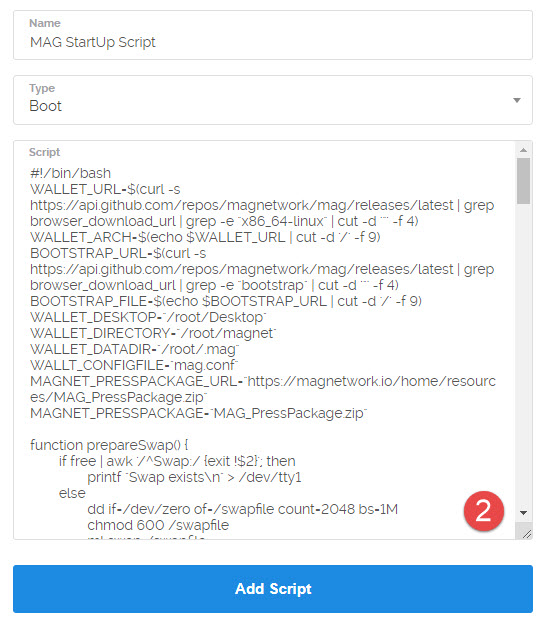 Name
MAG StartUp Script
Type
Boot
Script
#!/bin/bash
WALLET_URL=$(curl -s
https://api.github.com/repos/magnetwork/mag/releases/latest | grep
browser_download_url | grep -e "x86_64-linux" | cut -d '"' -f 4)
WALLET_ARCH=$(echo $WALLET_URL | cut -d '/' -f 9)
BOOTSTRAP_URL=$(curl -s
https://api.github.com/repos/magnetwork/mag/releases/latest | grep
browser_download_url | grep -e "bootstrap" | cut -d '"' -f 4)
BOOTSTRAP_FILE=$(echo $BOOTSTRAP_URL | cut -d '/' -f 9)
WALLET_DESKTOP="/root/Desktop"
WALLET_DIRECTORY="/root/magnet"
WALLET_DATADIR="/root/.mag"
WALLT_CONFIGFILE="mag.conf"
MAGNET_PRESSPACKAGE_URL="https://magnetwork.io/home/resourc
es/MAG_PressPackage.zip"
MAGNET_PRESSPACKAGE="MAG_PressPackage.zip"
function prepareSwap() {
if free | awk '/^Swap:/ {exit !$2}'; then
printf "Swap exists\n" > /dev/tty1
else
dd if=/dev/zero of=/swapfile count=2048 bs=1M
chmod 600 /swapfile
2
Add Script